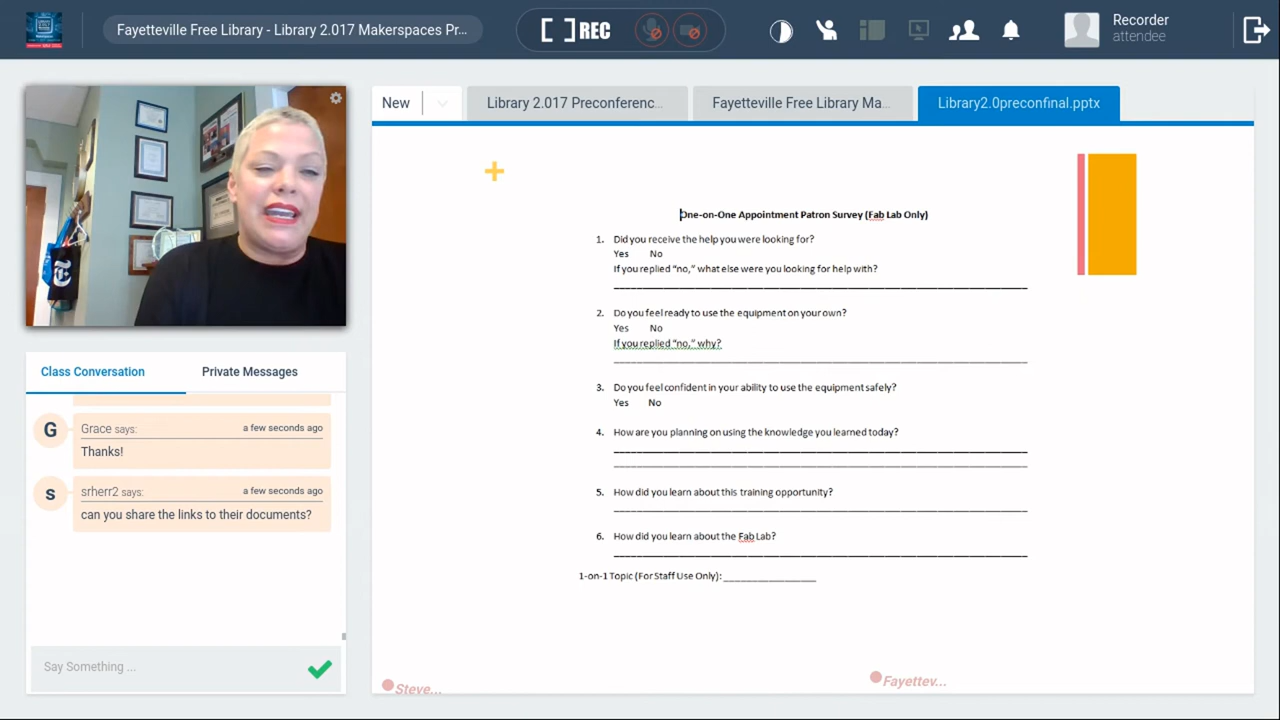 Fayetteville Free Library - Library 2.017 Makerspaces Pr...
[ ] REC
Recorder
attendee
New
Library 2.017 Preconferenc...
Fayetteville Free Library Ma...
Library2.0preconfinal.pptx
One-on-One Appointment Patron Survey (Fab Lab Only)
1. Did you receive the help you were looking for?
Yes No
If you replied “no,” what else were you looking for help with?
2. Do you feel ready to use the equipment on your own?
Yes No
If you replied “no,” why?
3. Do you feel confident in your ability to use the equipment safely?
Yes No
4. How are you planning on using the knowledge you learned today?
5. How did you learn about this training opportunity?
6. How did you learn about the Fab Lab?
1-on-1 Topic (For Staff Use Only): ________________
Class Conversation
Private Messages
G
Grace says:
a few seconds ago
Thanks!
s
srherr2 says:
a few seconds ago
can you share the links to their documents?
Say Something ...
Steve...
Fayettev...